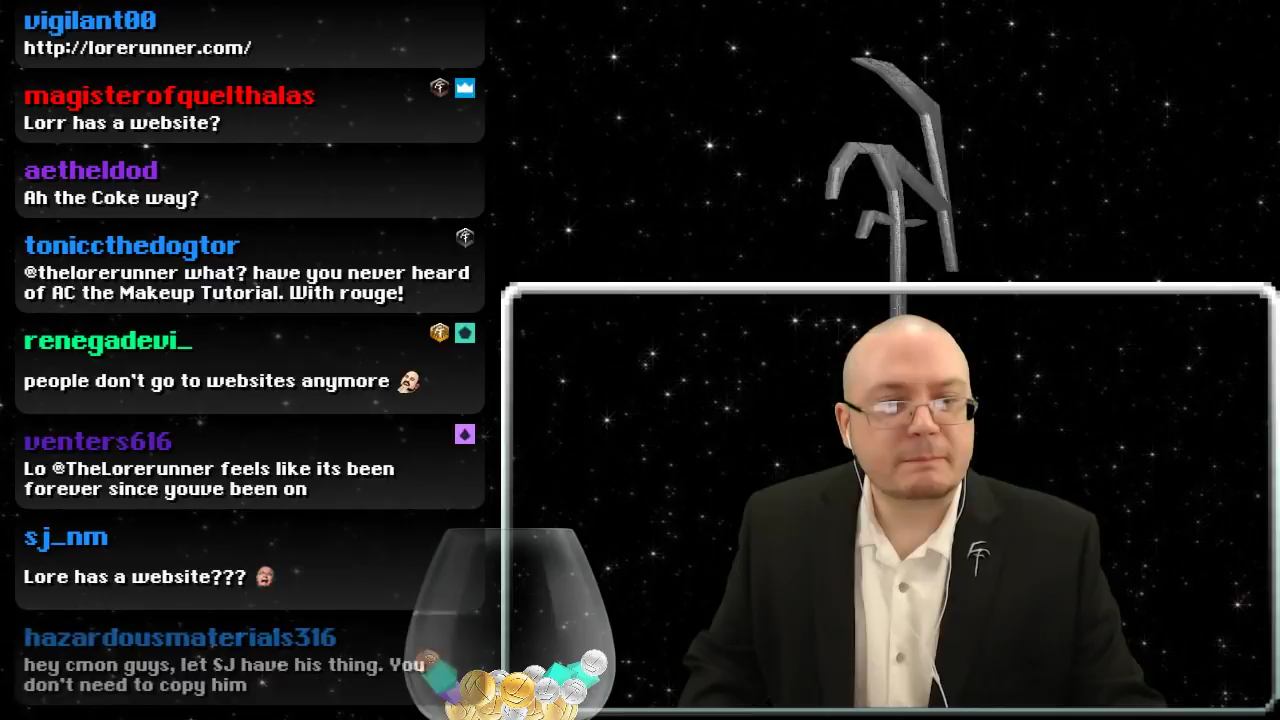 vigilant00
http://lorerunner.com/
magisterofquelthalas
Lorr has a website?
aetheldod
Ah the Coke way?
toniccthedogtor
@thelorerunner what? have you never heard
of AC the Makeup Tutorial. With rouge!
renegadevi_
people don't go to websites anymore
venters616
Lo @TheLorerunner feels like its been
forever since youve been on
sj_nm
Lore has a website???
hazardousmaterials316
hey cmon guys, let SJ have his thing. You
don't need to copy him